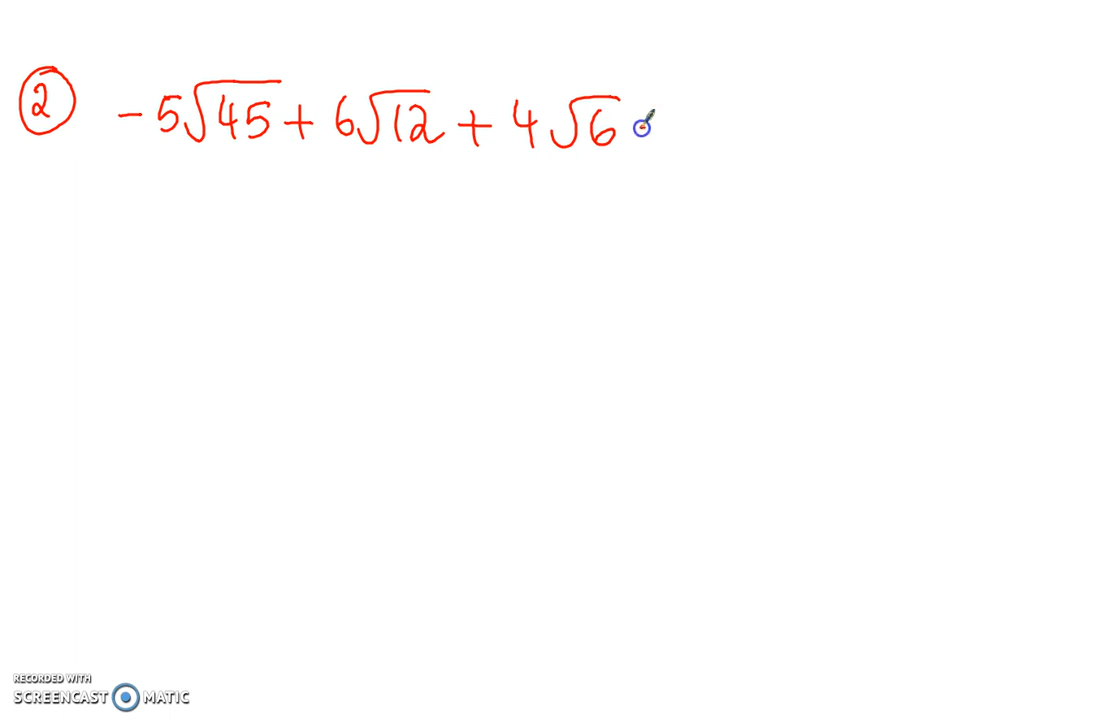 ② -5√45 + 6√12 + 4√6
RECORDED WITH
SCREENCAST MATIC